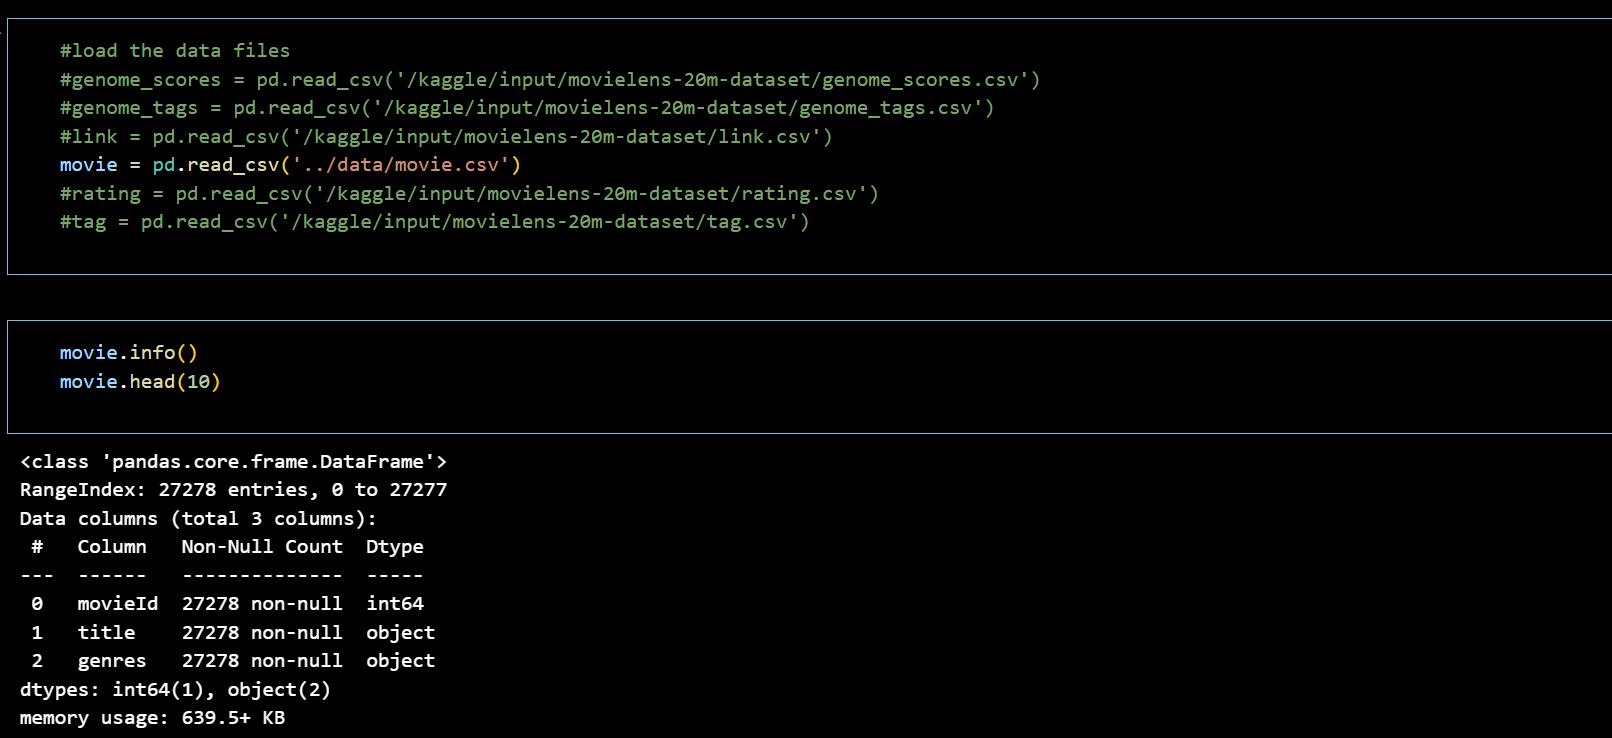 #load the data files
#genome_scores = pd.read_csv('/kaggle/input/movielens-20m-dataset/genome_scores.csv')
#genome_tags = pd.read_csv('/kaggle/input/movielens-20m-dataset/genome_tags.csv')
#link = pd.read_csv('/kaggle/input/movielens-20m-dataset/link.csv')
movie = pd.read_csv('../data/movie.csv')
#rating = pd.read_csv('/kaggle/input/movielens-20m-dataset/rating.csv')
#tag = pd.read_csv('/kaggle/input/movielens-20m-dataset/tag.csv')
movie.info()
movie.head(10)
<class 'pandas.core.frame.DataFrame'>
RangeIndex: 27278 entries, 0 to 27277
Data columns (total 3 columns):
 #   Column   Non-Null Count  Dtype
---  ------   --------------  -----
 0   movieId  27278 non-null  int64
 1   title    27278 non-null  object
 2   genres   27278 non-null  object
dtypes: int64(1), object(2)
memory usage: 639.5+ KB